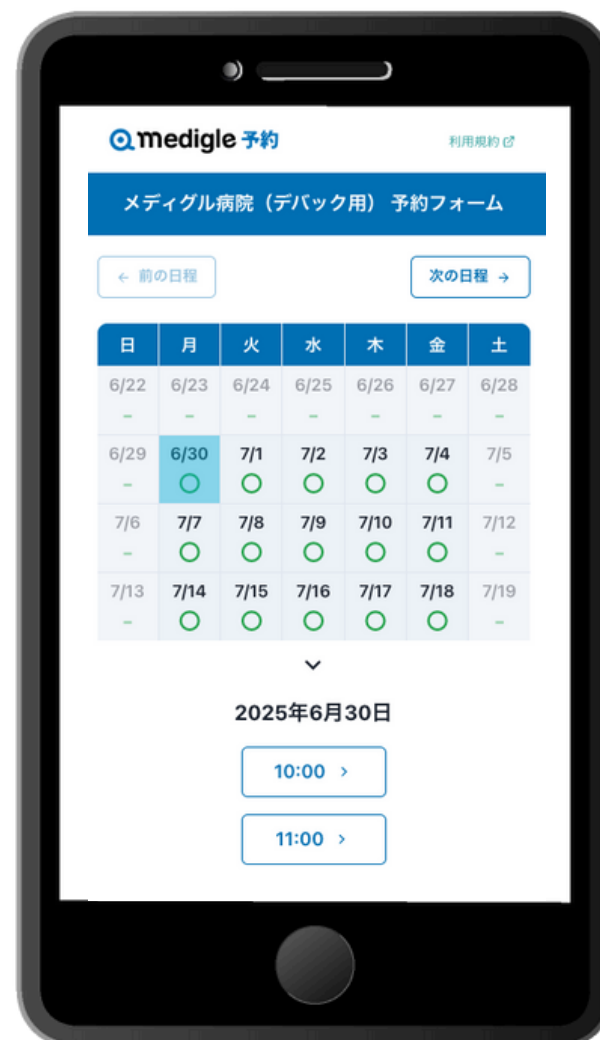 medigle 予約
利用規約
メディグル病院（デバック用） 予約フォーム
← 前の日程
次の日程 →
日 月 火 水 木 金 土
6/22 6/23 6/24 6/25 6/26 6/27 6/28
- - - - - - -
6/29 6/30 7/1 7/2 7/3 7/4 7/5
- ○ ○ ○ ○ ○ -
7/6 7/7 7/8 7/9 7/10 7/11 7/12
- ○ ○ ○ ○ ○ -
7/13 7/14 7/15 7/16 7/17 7/18 7/19
- ○ ○ ○ ○ ○ -
2025年6月30日
10:00 >
11:00 >